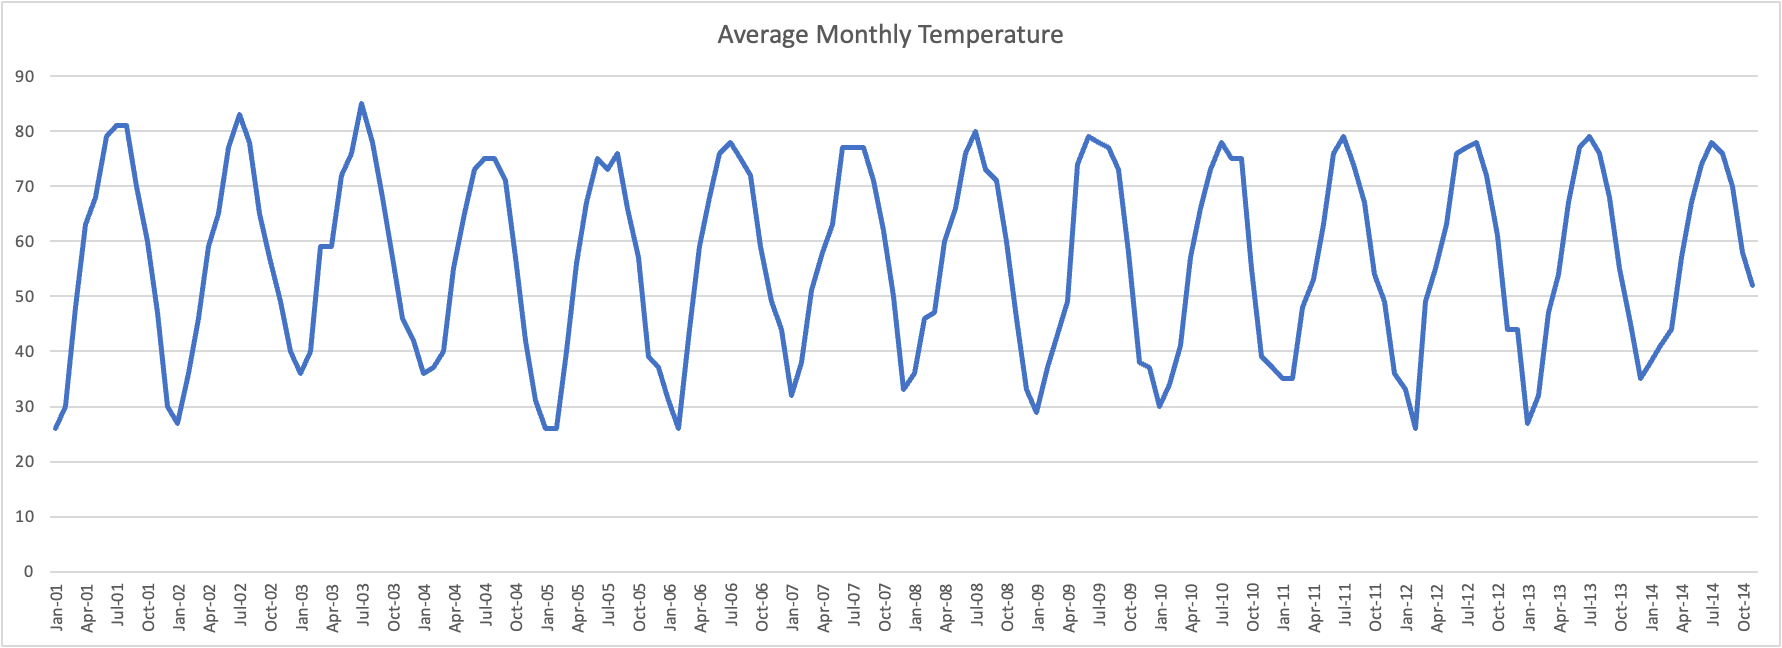 Average Monthly Temperature
90
80
70
60
50
40
30
20
10
0
Jan-01
Apr-01
Jul-01
Oct-01
Jan-02
Apr-02
Jul-02
Oct-02
Jan-03
Apr-03
Jul-03
Oct-03
Jan-04
Apr-04
Jul-04
Oct-04
Jan-05
Apr-05
Jul-05
Oct-05
Jan-06
Apr-06
Jul-06
Oct-06
Jan-07
Apr-07
Jul-07
Oct-07
Jan-08
Apr-08
Jul-08
Oct-08
Jan-09
Apr-09
Jul-09
Oct-09
Jan-10
Apr-10
Jul-10
Oct-10
Jan-11
Apr-11
Jul-11
Oct-11
Jan-12
Apr-12
Jul-12
Oct-12
Jan-13
Apr-13
Jul-13
Oct-13
Jan-14
Apr-14
Jul-14
Oct-14